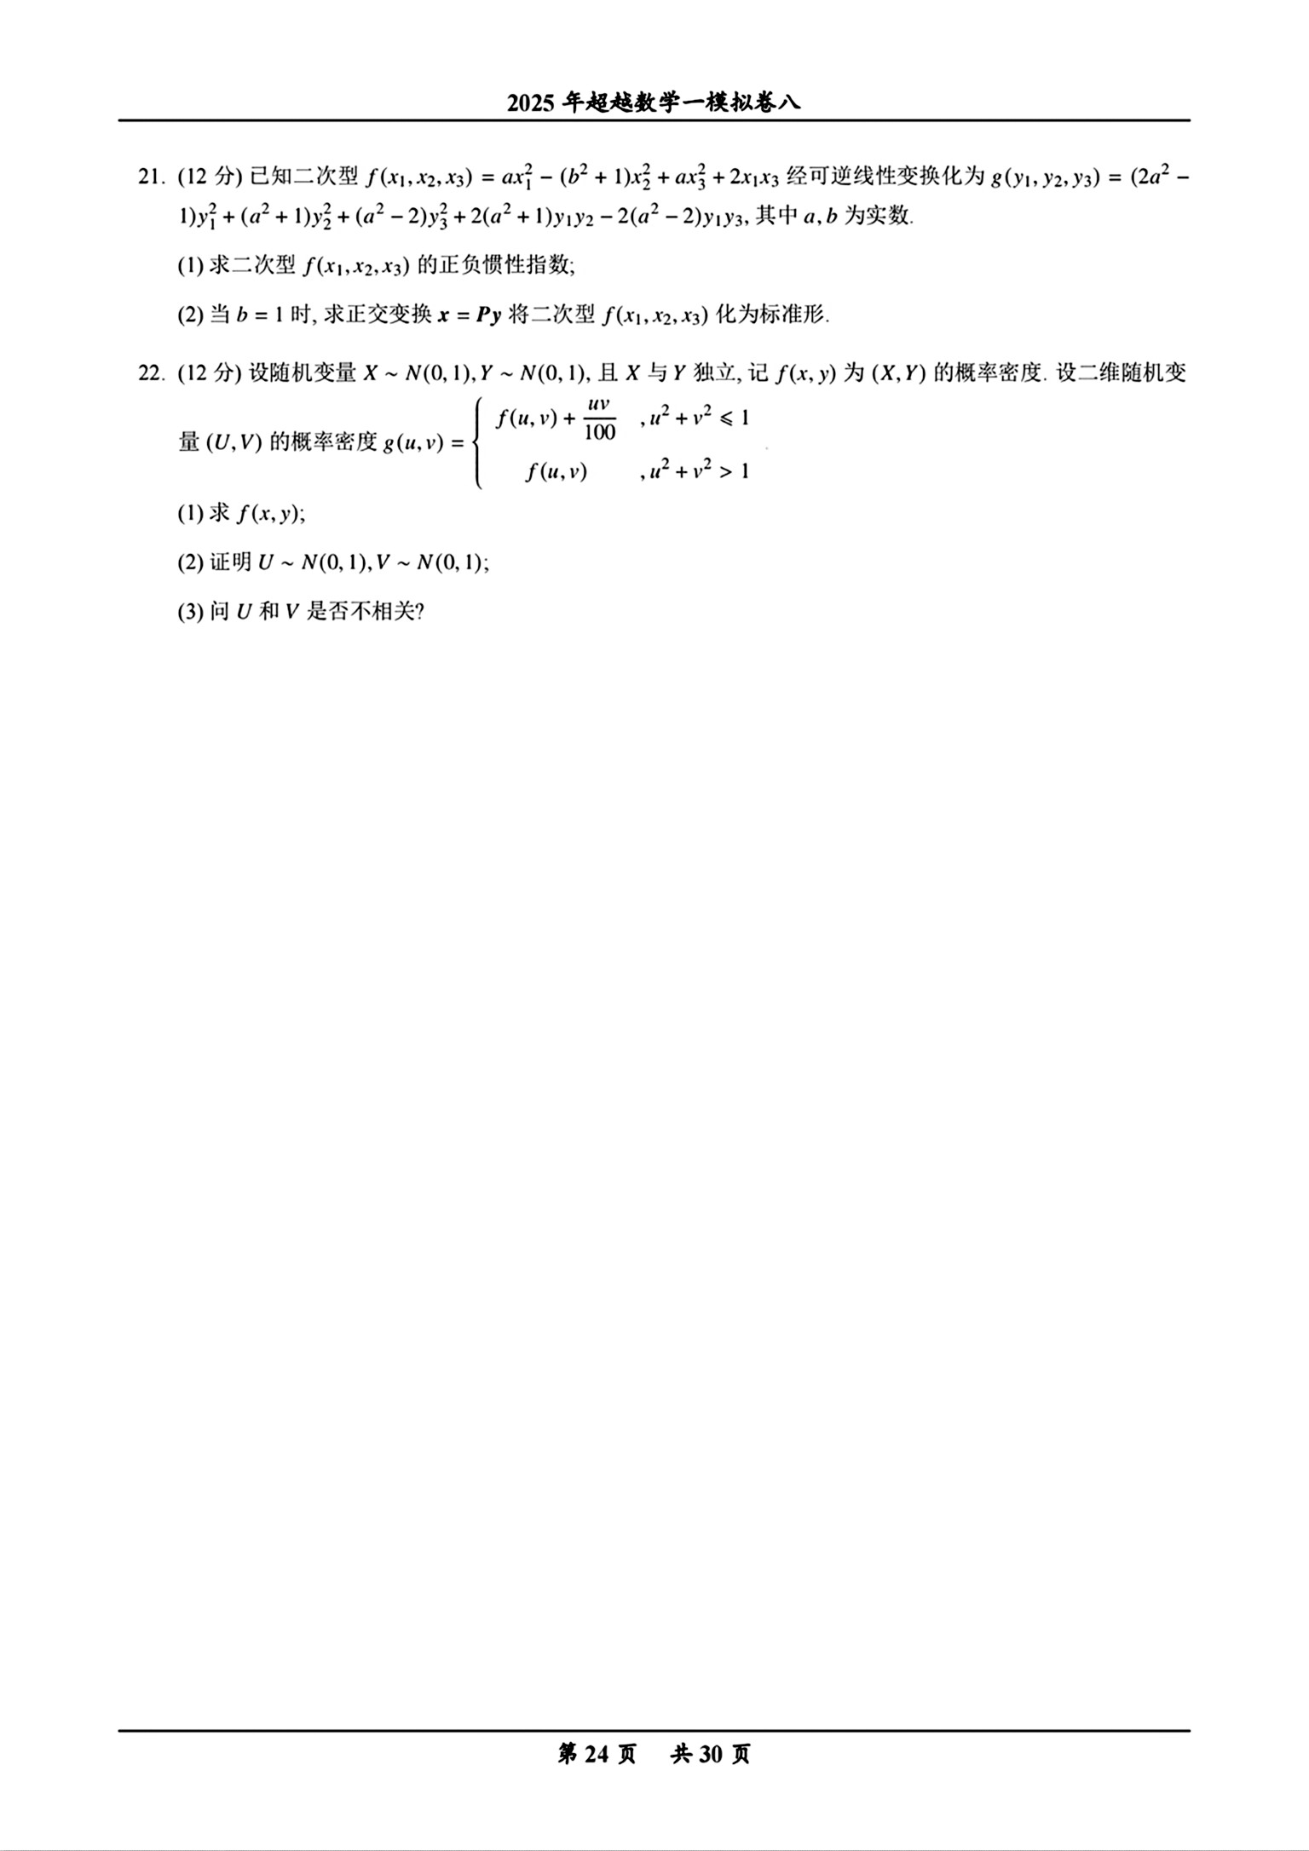 2025 年超越数学一模拟卷八
21. (12 分) 已知二次型 f(x₁, x₂, x₃) = ax₁² − (b² + 1)x₂² + ax₃² + 2x₁x₃ 经可逆线性变换化为 g(y₁, y₂, y₃) = (2a² −
1)y₁² + (a² + 1)y₂² + (a² − 2)y₃² + 2(a² + 1)y₁y₂ − 2(a² − 2)y₁y₃, 其中 a, b 为实数.
(1) 求二次型 f(x₁, x₂, x₃) 的正负惯性指数;
(2) 当 b = 1 时, 求正交变换 x = Py 将二次型 f(x₁, x₂, x₃) 化为标准形.
22. (12 分) 设随机变量 X ~ N(0, 1), Y ~ N(0, 1), 且 X 与 Y 独立, 记 f(x, y) 为 (X, Y) 的概率密度. 设二维随机变
量 (U, V) 的概率密度 g(u, v) = { f(u, v) + uv/100 , u² + v² ⩽ 1
f(u, v) , u² + v² > 1
(1) 求 f(x, y);
(2) 证明 U ~ N(0, 1), V ~ N(0, 1);
(3) 问 U 和 V 是否不相关?
第 24 页 共 30 页